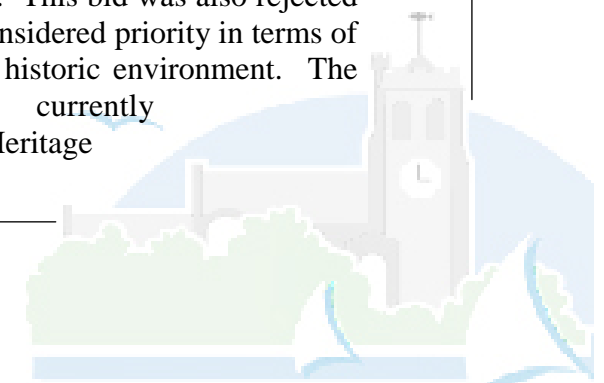 . This bid was also rejected
nsidered priority in terms of
historic environment. The
currently
Heritage